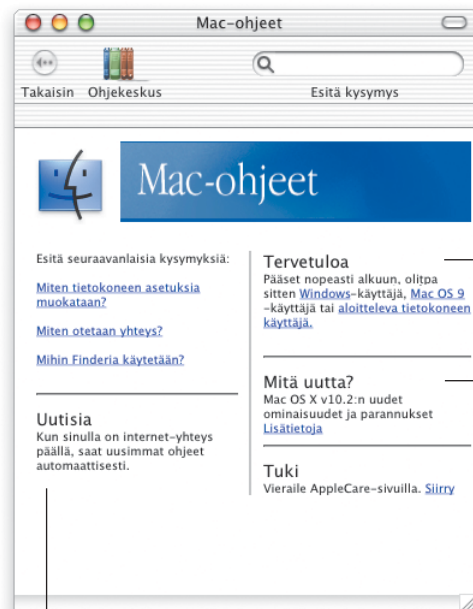 Mac-ohjeet
Takaisin
Ohjekeskus
Esitä kysymys
Mac-ohjeet
Esitä seuraavanlaisia kysymyksiä:
Miten tietokoneen asetuksia
muokataan?
Miten otetaan yhteys?
Mihin Finderia käytetään?
Uutisia
Kun sinulla on internet-yhteys
päällä, saat uusimmat ohjeet
automaattisesti.
Tervetuloa
Pääset nopeasti alkuun, olitpa
sitten Windows-käyttäjä, Mac OS 9
-käyttäjä tai aloitteleva tietokoneen
käyttäjä.
Mitä uutta?
Mac OS X v10.2:n uudet
ominaisuudet ja parannukset
Lisätietoja
Tuki
Vieraile AppleCare-sivuilla. Siirry